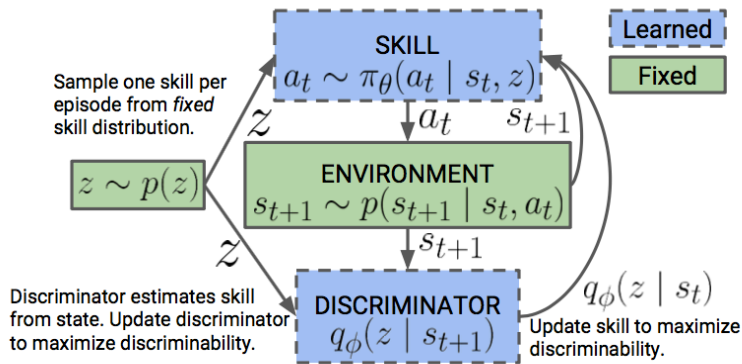 SKILL
a_t ∼ π_θ(a_t | s_t, z)
Learned
Fixed
Sample one skill per
episode from fixed
skill distribution.
z
a_t
s_{t+1}
z ∼ p(z)
ENVIRONMENT
s_{t+1} ∼ p(s_{t+1} | s_t, a_t)
z
s_{t+1}
Discriminator estimates skill
from state. Update discriminator
to maximize discriminability.
DISCRIMINATOR
q_ϕ(z | s_{t+1})
q_ϕ(z | s_t)
Update skill to maximize
discriminability.